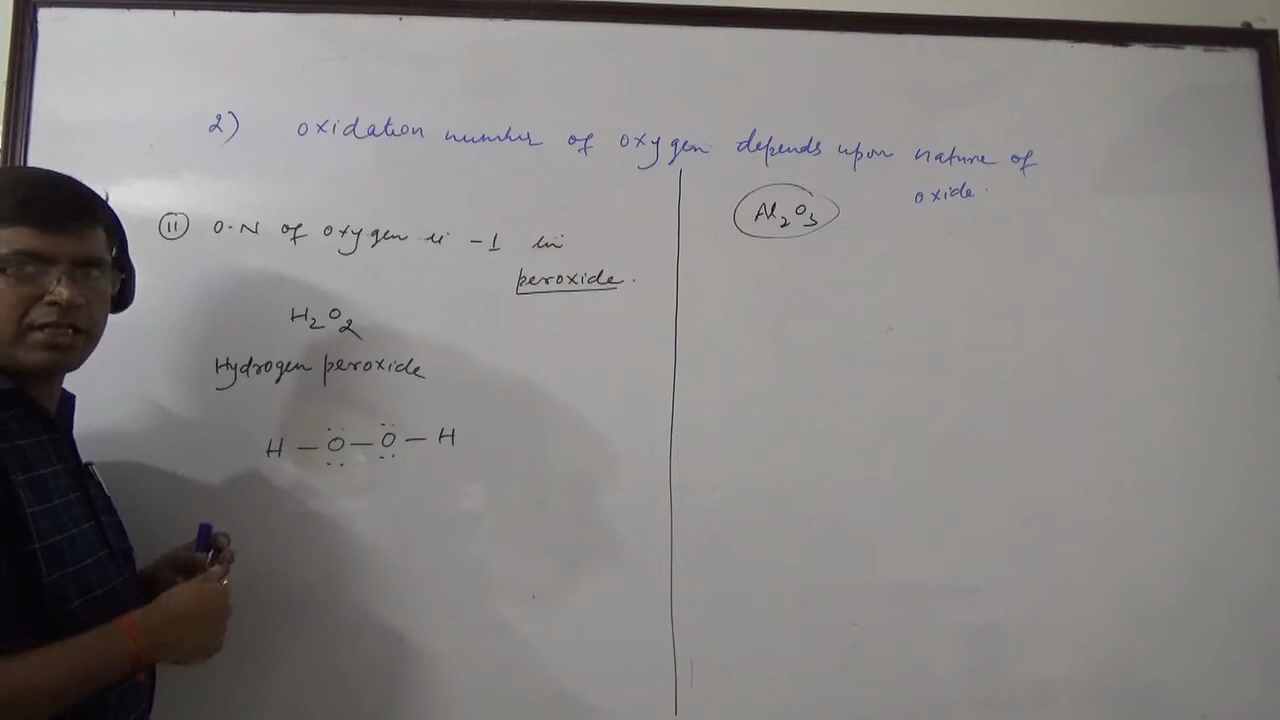 2) oxidation number of oxygen depends upon nature of
oxide.
(11) O.N of oxygen is -1 in
peroxide.
H2O2
Hydrogen peroxide
H – O – O – H
Al2O3